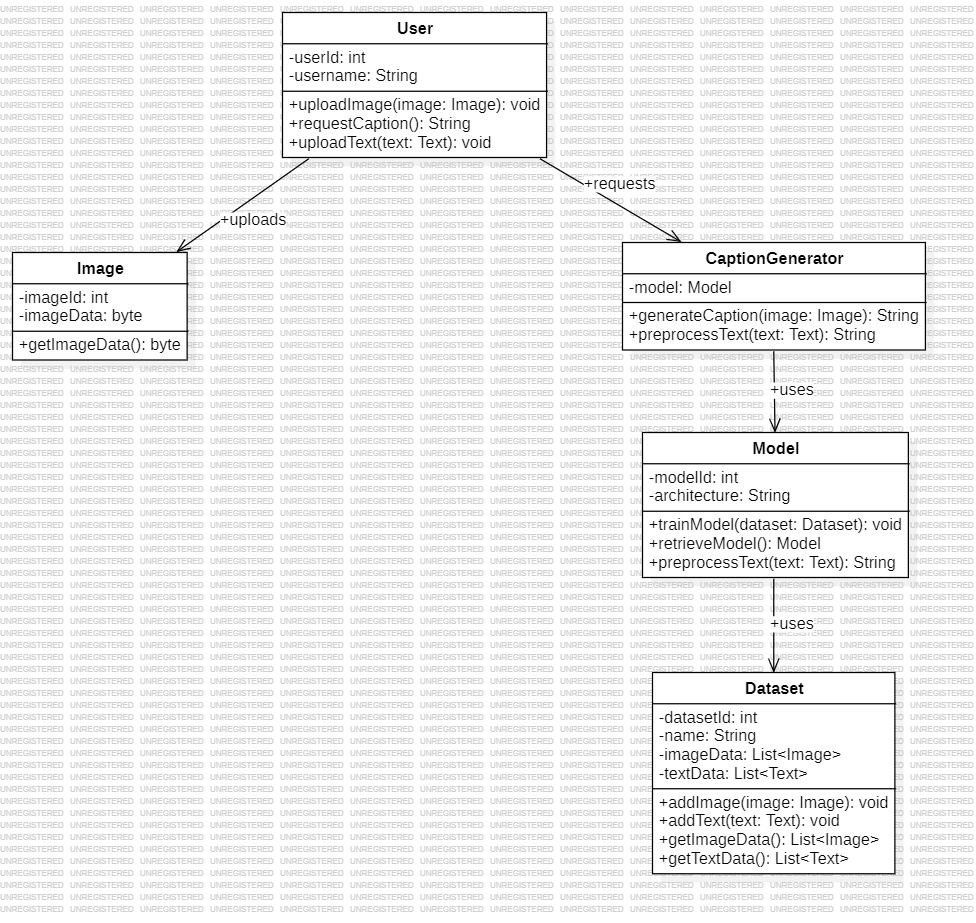 User
-userId: int
-username: String
+uploadImage(image: Image): void
+requestCaption(): String
+uploadText(text: Text): void
+requests
+uploads
Image
-imageId: int
-imageData: byte
+getImageData(): byte
CaptionGenerator
-model: Model
+generateCaption(image: Image): String
+preprocessText(text: Text): String
+uses
Model
-modelId: int
-architecture: String
+trainModel(dataset: Dataset): void
+retrieveModel(): Model
+preprocessText(text: Text): String
+uses
Dataset
-datasetId: int
-name: String
-imageData: List<Image>
-textData: List<Text>
+addImage(image: Image): void
+addText(text: Text): void
+getImageData(): List<Image>
+getTextData(): List<Text>
UNREGISTERED